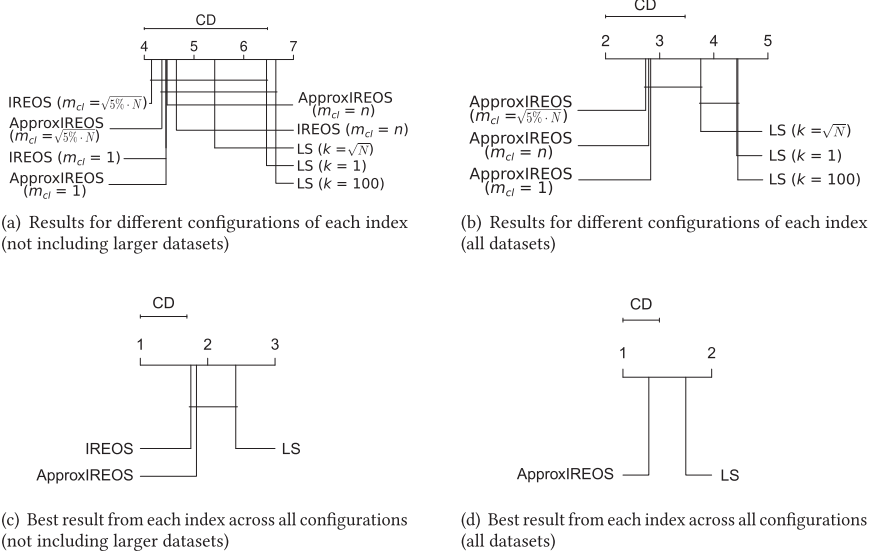 CD
4 5 6 7
IREOS (m_cl = √5% · N)
ApproxIREOS
(m_cl = √5% · N)
IREOS (m_cl = 1)
ApproxIREOS
(m_cl = 1)
ApproxIREOS
(m_cl = n)
IREOS (m_cl = n)
LS (k = √N)
LS (k = 1)
LS (k = 100)
(a) Results for different configurations of each index
(not including larger datasets)
CD
2 3 4 5
ApproxIREOS
(m_cl = √5% · N)
ApproxIREOS
(m_cl = n)
ApproxIREOS
(m_cl = 1)
LS (k = √N)
LS (k = 1)
LS (k = 100)
(b) Results for different configurations of each index
(all datasets)
CD
1 2 3
IREOS
LS
ApproxIREOS
(c) Best result from each index across all configurations
(not including larger datasets)
CD
1 2
ApproxIREOS
LS
(d) Best result from each index across all configurations
(all datasets)